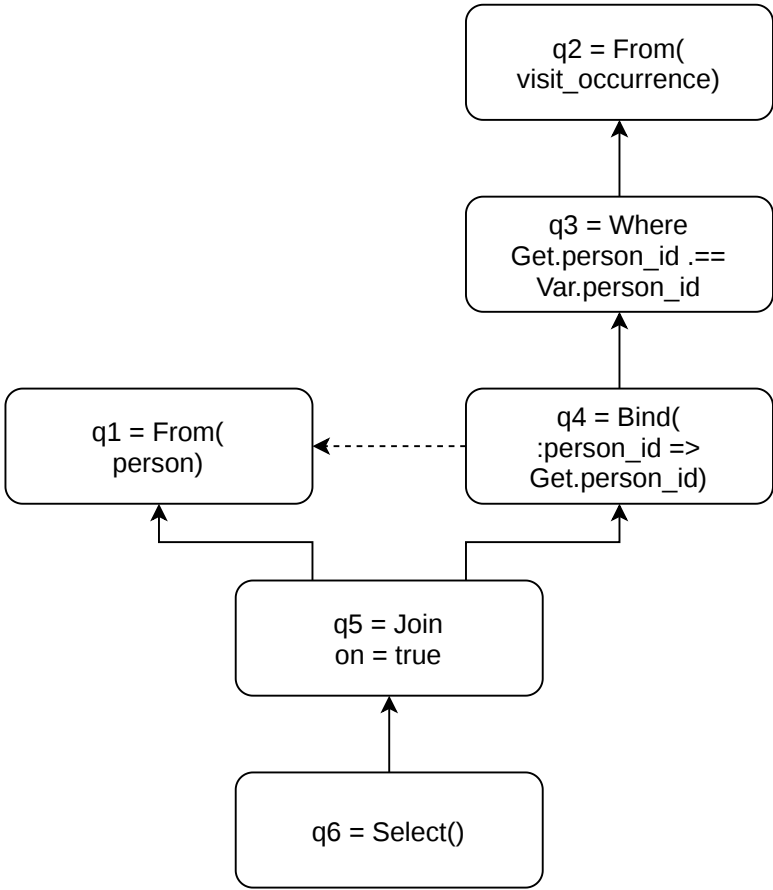 q2 = From(
visit_occurrence)
q3 = Where
Get.person_id .==
Var.person_id
q1 = From(
person)
q4 = Bind(
:person_id =>
Get.person_id)
q5 = Join
on = true
q6 = Select()